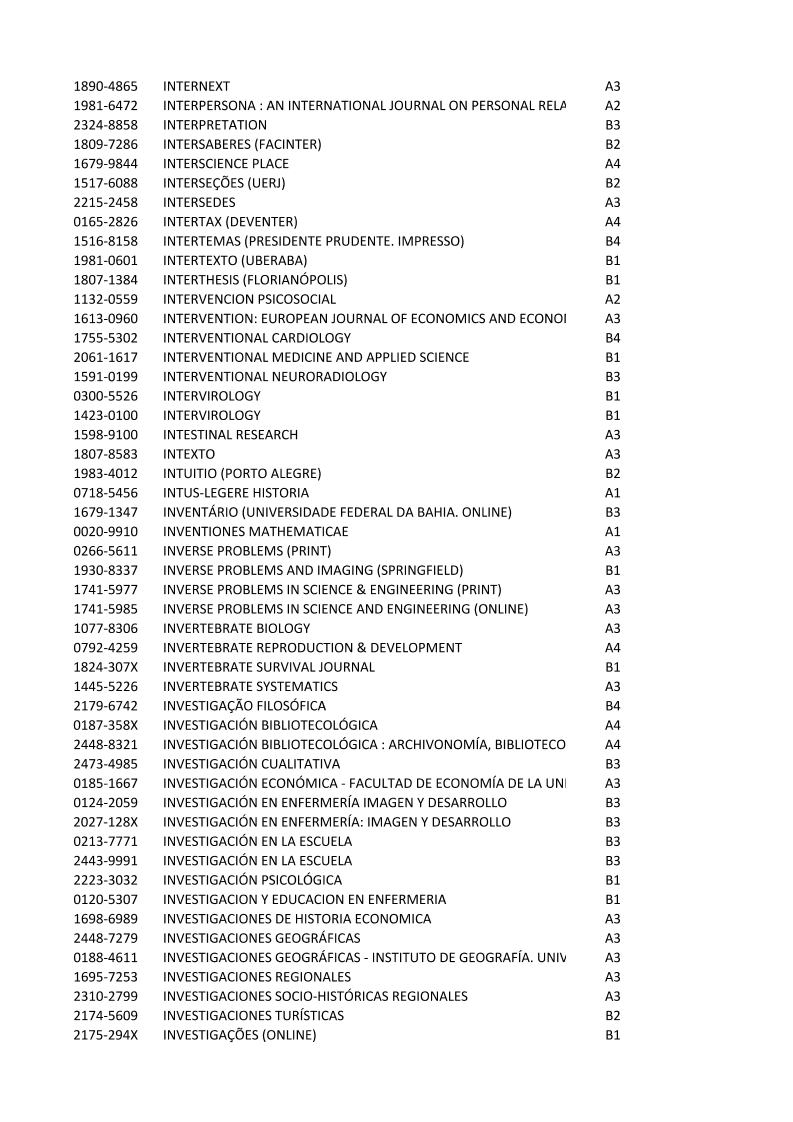 1890-4865 INTERNEXT A3
1981-6472 INTERPERSONA : AN INTERNATIONAL JOURNAL ON PERSONAL RELA A2
2324-8858 INTERPRETATION B3
1809-7286 INTERSABERES (FACINTER) B2
1679-9844 INTERSCIENCE PLACE A4
1517-6088 INTERSEÇÕES (UERJ) B2
2215-2458 INTERSEDES A3
0165-2826 INTERTAX (DEVENTER) A4
1516-8158 INTERTEMAS (PRESIDENTE PRUDENTE. IMPRESSO) B4
1981-0601 INTERTEXTO (UBERABA) B1
1807-1384 INTERTHESIS (FLORIANÓPOLIS) B1
1132-0559 INTERVENCION PSICOSOCIAL A2
1613-0960 INTERVENTION: EUROPEAN JOURNAL OF ECONOMICS AND ECONOI A3
1755-5302 INTERVENTIONAL CARDIOLOGY B4
2061-1617 INTERVENTIONAL MEDICINE AND APPLIED SCIENCE B1
1591-0199 INTERVENTIONAL NEURORADIOLOGY B3
0300-5526 INTERVIROLOGY B1
1423-0100 INTERVIROLOGY B1
1598-9100 INTESTINAL RESEARCH A3
1807-8583 INTEXTO A3
1983-4012 INTUITIO (PORTO ALEGRE) B2
0718-5456 INTUS-LEGERE HISTORIA A1
1679-1347 INVENTÁRIO (UNIVERSIDADE FEDERAL DA BAHIA. ONLINE) B3
0020-9910 INVENTIONES MATHEMATICAE A1
0266-5611 INVERSE PROBLEMS (PRINT) A3
1930-8337 INVERSE PROBLEMS AND IMAGING (SPRINGFIELD) B1
1741-5977 INVERSE PROBLEMS IN SCIENCE & ENGINEERING (PRINT) A3
1741-5985 INVERSE PROBLEMS IN SCIENCE AND ENGINEERING (ONLINE) A3
1077-8306 INVERTEBRATE BIOLOGY A3
0792-4259 INVERTEBRATE REPRODUCTION & DEVELOPMENT A4
1824-307X INVERTEBRATE SURVIVAL JOURNAL B1
1445-5226 INVERTEBRATE SYSTEMATICS A3
2179-6742 INVESTIGAÇÃO FILOSÓFICA B4
0187-358X INVESTIGACIÓN BIBLIOTECOLÓGICA A4
2448-8321 INVESTIGACIÓN BIBLIOTECOLÓGICA : ARCHIVONOMÍA, BIBLIOTECO A4
2473-4985 INVESTIGACIÓN CUALITATIVA B3
0185-1667 INVESTIGACIÓN ECONÓMICA - FACULTAD DE ECONOMÍA DE LA UNI A3
0124-2059 INVESTIGACIÓN EN ENFERMERÍA IMAGEN Y DESARROLLO B3
2027-128X INVESTIGACIÓN EN ENFERMERÍA: IMAGEN Y DESARROLLO B3
0213-7771 INVESTIGACIÓN EN LA ESCUELA B3
2443-9991 INVESTIGACIÓN EN LA ESCUELA B3
2223-3032 INVESTIGACIÓN PSICOLÓGICA B1
0120-5307 INVESTIGACION Y EDUCACION EN ENFERMERIA B1
1698-6989 INVESTIGACIONES DE HISTORIA ECONOMICA A3
2448-7279 INVESTIGACIONES GEOGRÁFICAS A3
0188-4611 INVESTIGACIONES GEOGRÁFICAS - INSTITUTO DE GEOGRAFÍA. UNIV A3
1695-7253 INVESTIGACIONES REGIONALES A3
2310-2799 INVESTIGACIONES SOCIO-HISTÓRICAS REGIONALES A3
2174-5609 INVESTIGACIONES TURÍSTICAS B2
2175-294X INVESTIGAÇÕES (ONLINE) B1